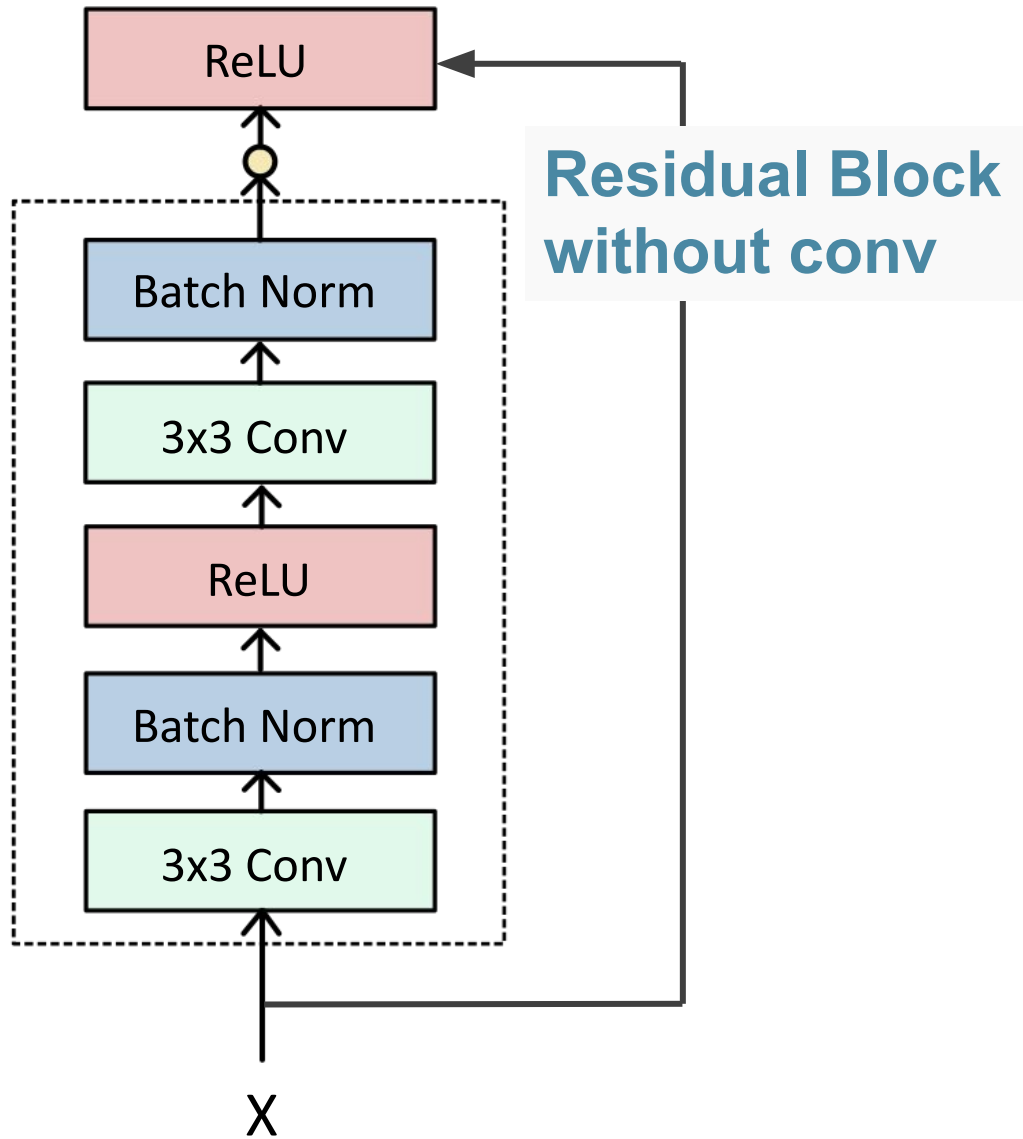 ReLU
Residual Block
without conv
Batch Norm
3x3 Conv
ReLU
Batch Norm
3x3 Conv
X